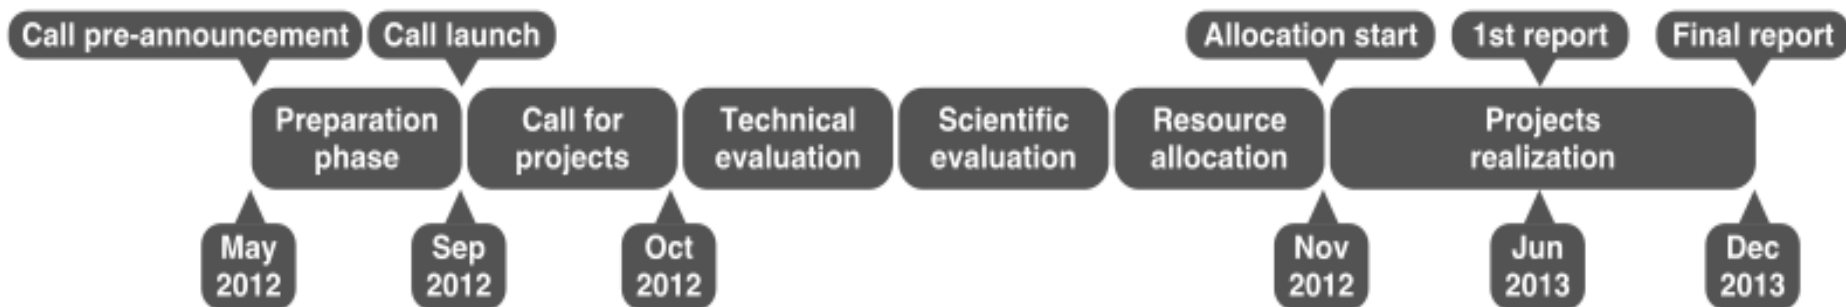 Call pre-announcement
Call launch
Allocation start
1st report
Final report
Preparation
phase
Call for
projects
Technical
evaluation
Scientific
evaluation
Resource
allocation
Projects
realization
May
2012
Sep
2012
Oct
2012
Nov
2012
Jun
2013
Dec
2013